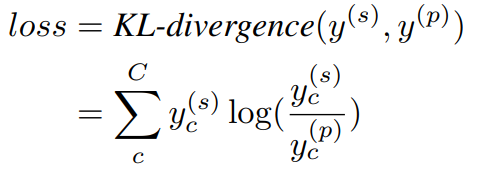 loss = KL-divergence(y^{(s)}, y^{(p)})
= \sum_{c}^{C} y_c^{(s)} \log(\frac{y_c^{(s)}}{y_c^{(p)}})